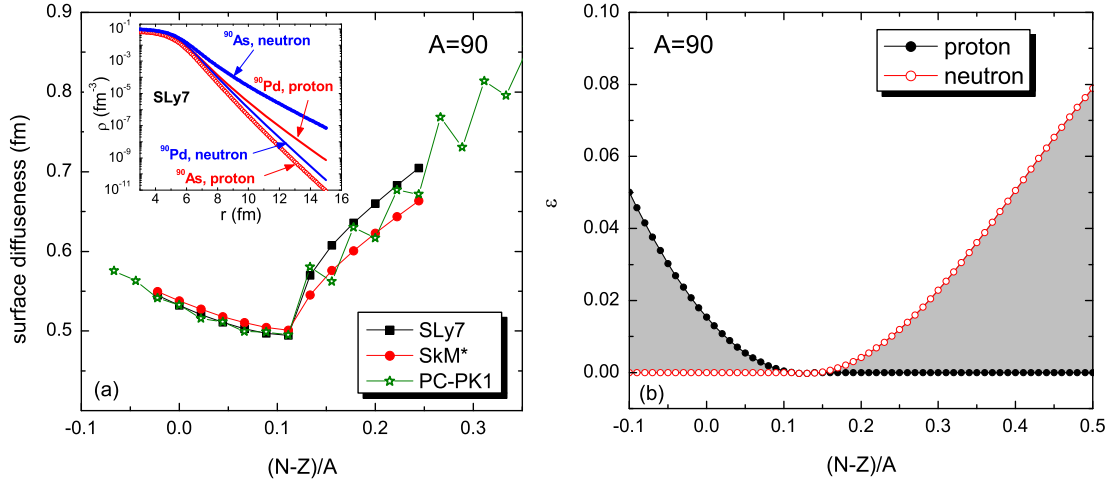 A=90
0.9
0.8
0.7
0.6
0.5
surface diffuseness (fm)
10⁻¹
10⁻³
10⁻⁵
10⁻⁷
10⁻⁹
10⁻¹¹
ρ (fm⁻³)
⁹⁰As, neutron
⁹⁰Pd, proton
SLy7
⁹⁰Pd, neutron
⁹⁰As, proton
4 6 8 10 12 14 16
r (fm)
SLy7
SkM*
PC-PK1
(a)
-0.1 0.0 0.1 0.2 0.3
(N-Z)/A
A=90
proton
neutron
0.10
0.08
0.06
0.04
0.02
0.00
ε
(b)
-0.1 0.0 0.1 0.2 0.3 0.4 0.5
(N-Z)/A